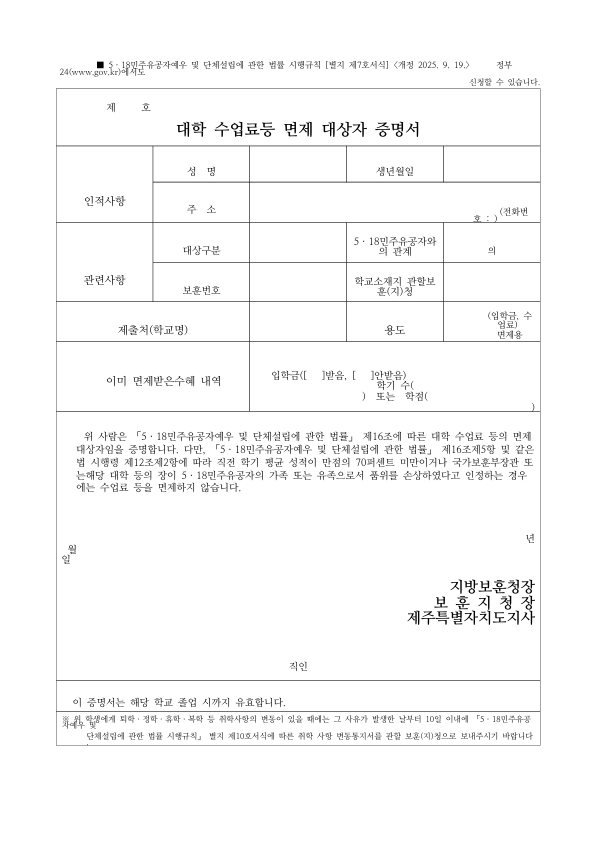 ■ 5ㆍ18민주유공자예우 및 단체설립에 관한 법률 시행규칙 [별지 제7호서식] 〈개정 2025. 9. 19.〉 정부
24(www.gov.kr)에서도
신청할 수 있습니다.
제 호
대학 수업료등 면제 대상자 증명서
인적사항
성 명
생년월일
주 소
(전화번
호 : )
관련사항
대상구분
5ㆍ18민주유공자와
의 관계
의
보훈번호
학교소재지 관할보
훈(지)청
제출처(학교명)
용도
(입학금, 수
업료)
면제용
이미 면제받은수혜 내역
입학금([ ]받음, [ ]안받음)
학기 수(
) 또는 학점(
)
위 사람은 「5ㆍ18민주유공자예우 및 단체설립에 관한 법률」 제16조에 따른 대학 수업료 등의 면제
대상자임을 증명합니다. 다만, 「5ㆍ18민주유공자예우 및 단체설립에 관한 법률」 제16조제5항 및 같은
법 시행령 제12조제2항에 따라 직전 학기 평균 성적이 만점의 70퍼센트 미만이거나 국가보훈부장관 또
는해당 대학 등의 장이 5ㆍ18민주유공자의 가족 또는 유족으로서 품위를 손상하였다고 인정하는 경우
에는 수업료 등을 면제하지 않습니다.
년
월
일
지방보훈청장
보 훈 지 청 장
제주특별자치도지사
직인
이 증명서는 해당 학교 졸업 시까지 유효합니다.
※ 위 학생에게 퇴학ㆍ정학ㆍ휴학ㆍ복학 등 취학사항의 변동이 있을 때에는 그 사유가 발생한 날부터 10일 이내에 「5ㆍ18민주유공
자예우 및
단체설립에 관한 법률 시행규칙」 별지 제10호서식에 따른 취학 사항 변동통지서를 관할 보훈(지)청으로 보내주시기 바랍니다